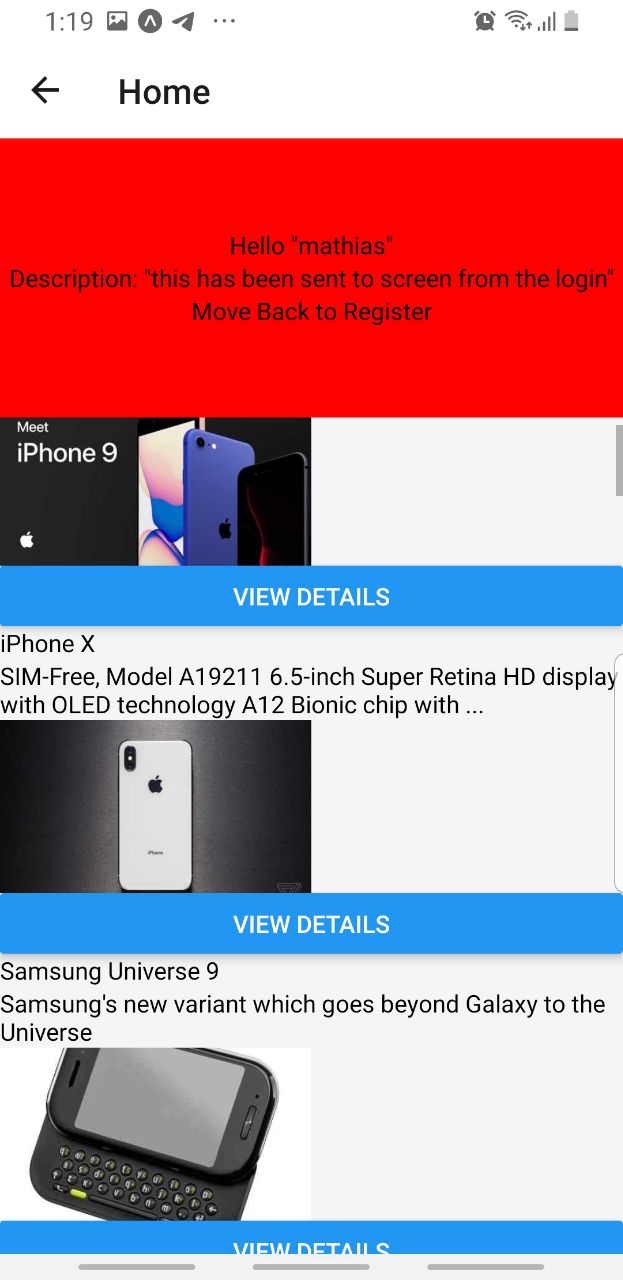 1:19
Home
Hello "mathias"
Description: "this has been sent to screen from the login"
Move Back to Register
Meet
iPhone 9
VIEW DETAILS
iPhone X
SIM-Free, Model A19211 6.5-inch Super Retina HD display
with OLED technology A12 Bionic chip with ...
iPhone
VIEW DETAILS
Samsung Universe 9
Samsung's new variant which goes beyond Galaxy to the
Universe
VIEW DETAILS